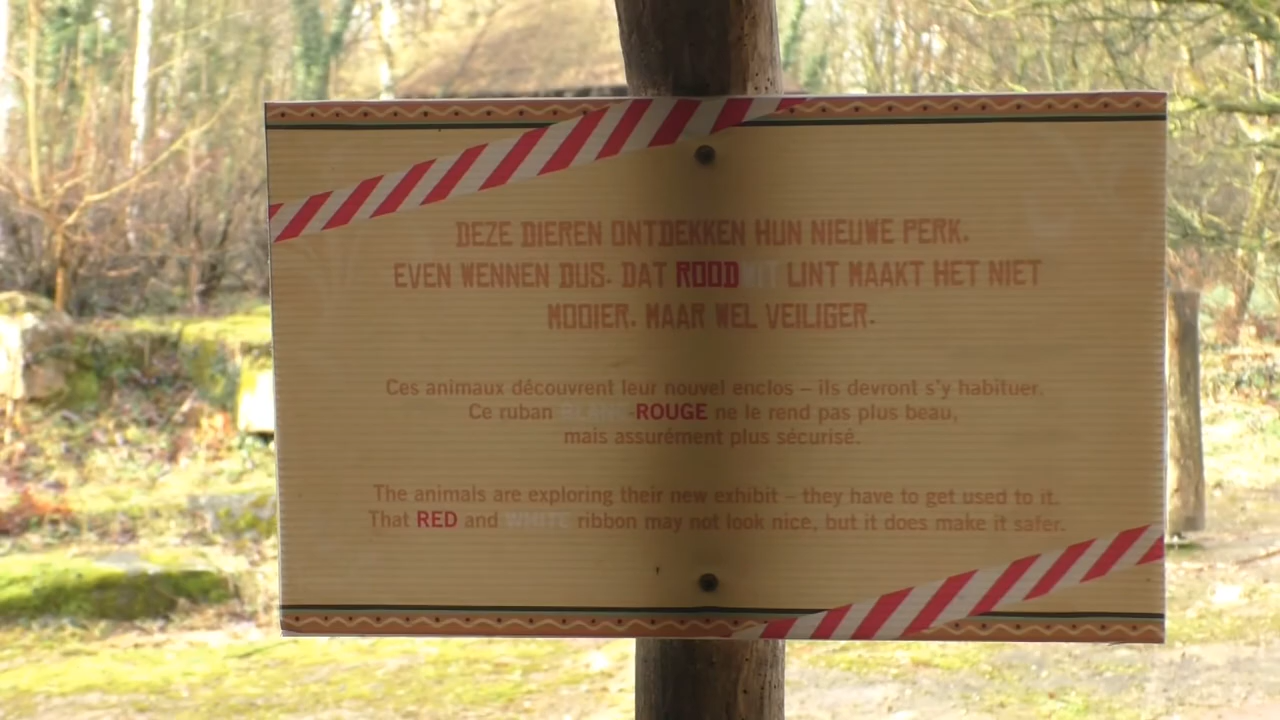 DEZE DIEREN ONTDEKKEN HUN NIEUWE PERK.
EVEN WENNEN DUS. DAT ROODWIT LINT MAAKT HET NIET
MOOIER. MAAR WEL VEILIGER.
Ces animaux découvrent leur nouvel enclos – ils devront s'y habituer.
Ce ruban BLANC-ROUGE ne le rend pas plus beau,
mais assurément plus sécurisé.
The animals are exploring their new exhibit – they have to get used to it.
That RED and WHITE ribbon may not look nice, but it does make it safer.